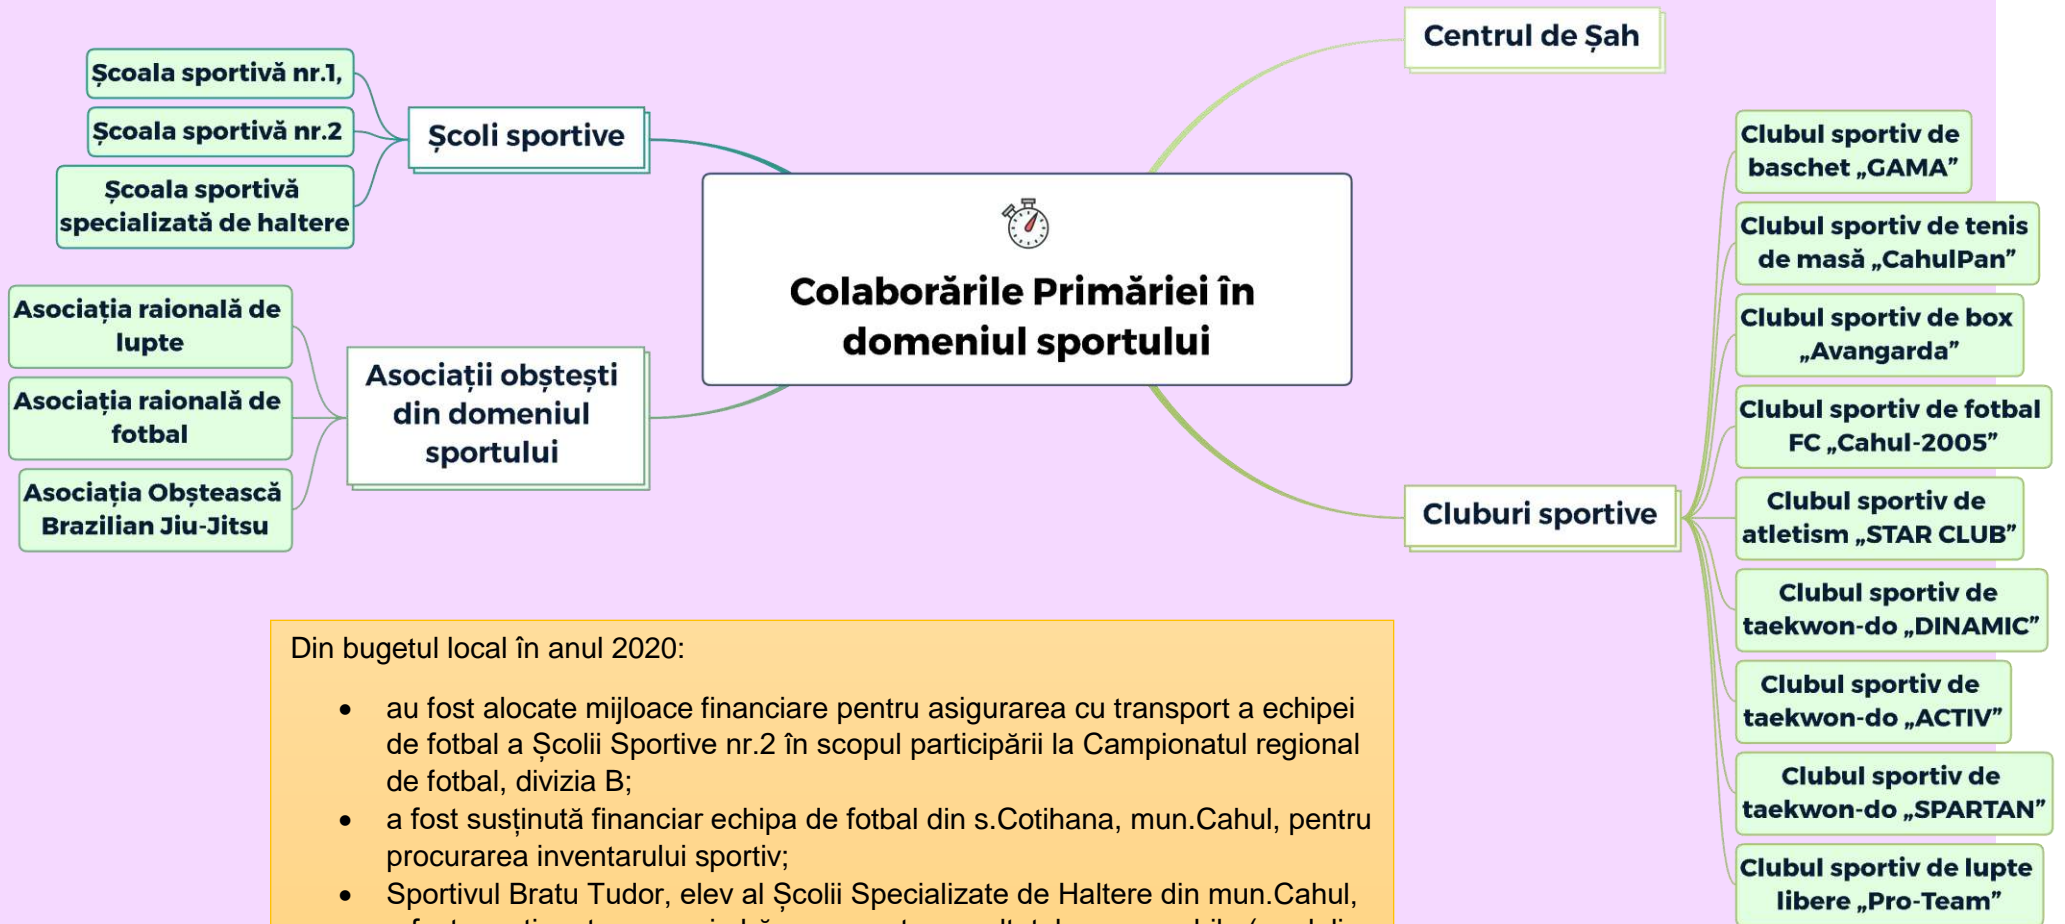 Colaborările Primăriei în
domeniul sportului
Școli sportive
Școala sportivă nr.1,
Școala sportivă nr.2
Școala sportivă
specializată de haltere
Asociații obștești
din domeniul
sportului
Asociația raională de
lupte
Asociația raională de
fotbal
Asociația Obștească
Brazilian Jiu-Jitsu
Centrul de Șah
Cluburi sportive
Clubul sportiv de
baschet „GAMA”
Clubul sportiv de tenis
de masă „CahulPan”
Clubul sportiv de box
„Avangarda”
Clubul sportiv de fotbal
FC „Cahul-2005”
Clubul sportiv de
atletism „STAR CLUB”
Clubul sportiv de
taekwon-do „DINAMIC”
Clubul sportiv de
taekwon-do „ACTIV”
Clubul sportiv de
taekwon-do „SPARTAN”
Clubul sportiv de lupte
libere „Pro-Team”
Din bugetul local în anul 2020:
• au fost alocate mijloace financiare pentru asigurarea cu transport a echipei
de fotbal a Școlii Sportive nr.2 în scopul participării la Campionatul regional
de fotbal, divizia B;
• a fost susținută financiar echipa de fotbal din s.Cotihana, mun.Cahul, pentru
procurarea inventarului sportiv;
• Sportivul Bratu Tudor, elev al Școlii Specializate de Haltere din mun.Cahul,